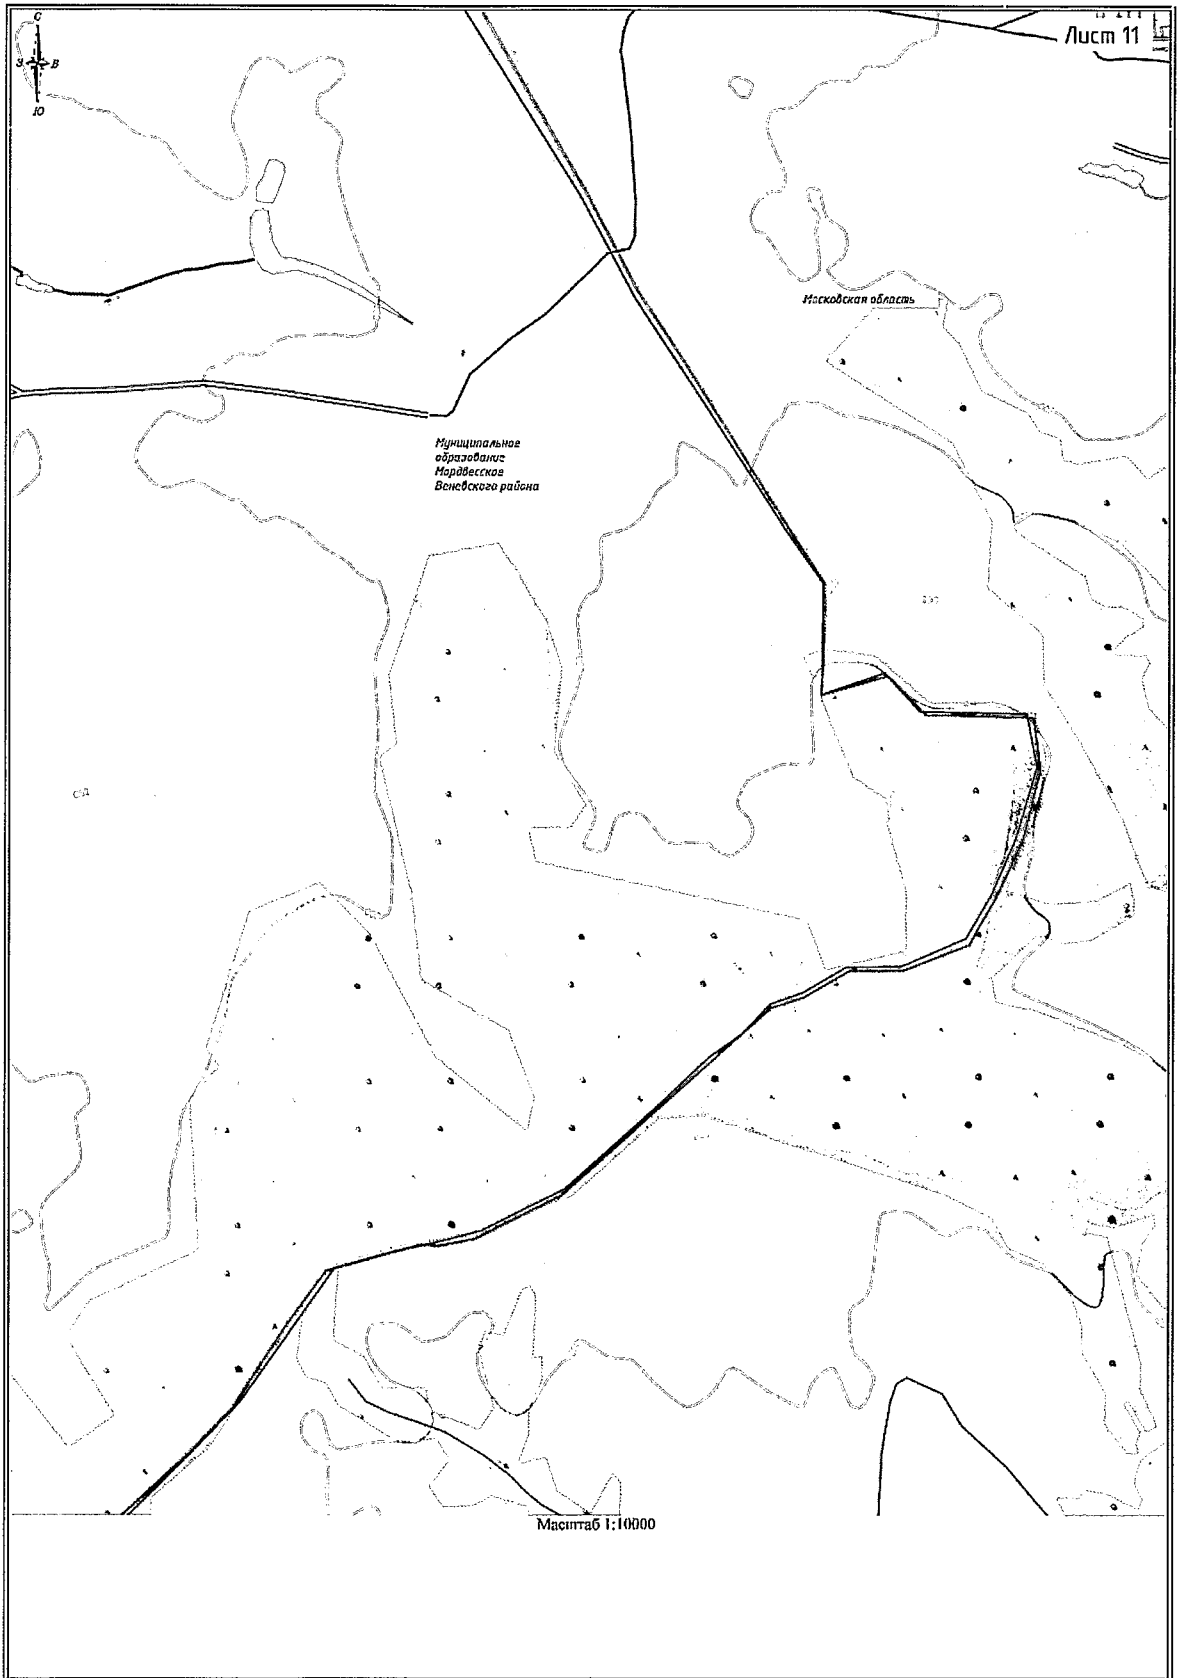 С
Лист 11
З В
Ю
Московская область
Муниципальное
образование
Мордвесское
Веневского района
Масштаб 1:10000